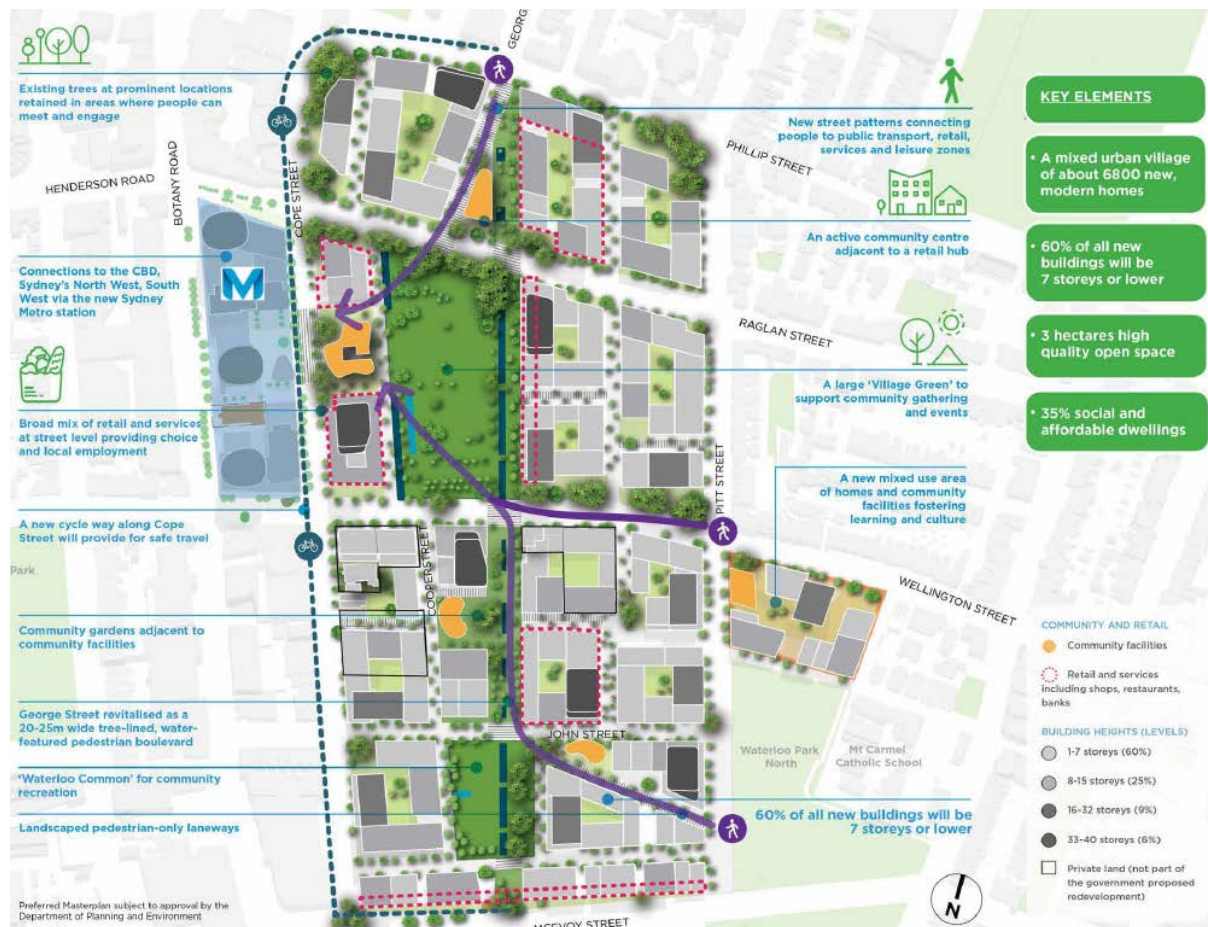 GEORG
Existing trees at prominent locations
retained in areas where people can
meet and engage
HENDERSON ROAD
BOTANY ROAD
COPE STREET
Connections to the CBD,
Sydney's North West, South
West via the new Sydney
Metro station
M
Broad mix of retail and services
at street level providing choice
and local employment
A new cycle way along Cope
Street will provide for safe travel
Park
Community gardens adjacent to
community facilities
George Street revitalised as a
20-25m wide tree-lined, water-
featured pedestrian boulevard
'Waterloo Common' for community
recreation
Landscaped pedestrian-only laneways
Preferred Masterplan subject to approval by the
Department of Planning and Environment
COOPER STREET
JOHN STREET
MCEVOY STREET
New street patterns connecting
people to public transport, retail,
services and leisure zones
PHILLIP STREET
An active community centre
adjacent to a retail hub
RAGLAN STREET
A large 'Village Green' to
support community gathering
and events
PITT STREET
A new mixed use area
of homes and community
facilities fostering
learning and culture
WELLINGTON STREET
Waterloo Park
North
Mt Carmel
Catholic School
60% of all new buildings will be
7 storeys or lower
N
KEY ELEMENTS
• A mixed urban village
of about 6800 new,
modern homes
• 60% of all new
buildings will be
7 storeys or lower
• 3 hectares high
quality open space
• 35% social and
affordable dwellings
COMMUNITY AND RETAIL
Community facilities
Retail and services
including shops, restaurants,
banks
BUILDING HEIGHTS (LEVELS)
1-7 storeys (60%)
8-15 storeys (25%)
16-32 storeys (9%)
33-40 storeys (6%)
Private land (not part of
the government proposed
redevelopment)